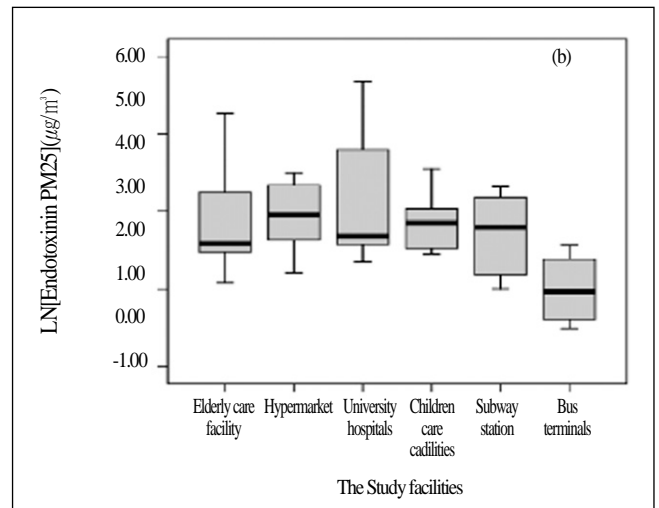 (b)
LN[Endotoxinin PM25](μg/m³)
6.00
5.00
4.00
3.00
2.00
1.00
0.00
-1.00
Elderly care facility
Hypermarket
University hospitals
Children care cadilities
Subway station
Bus terminals
The Study facilities